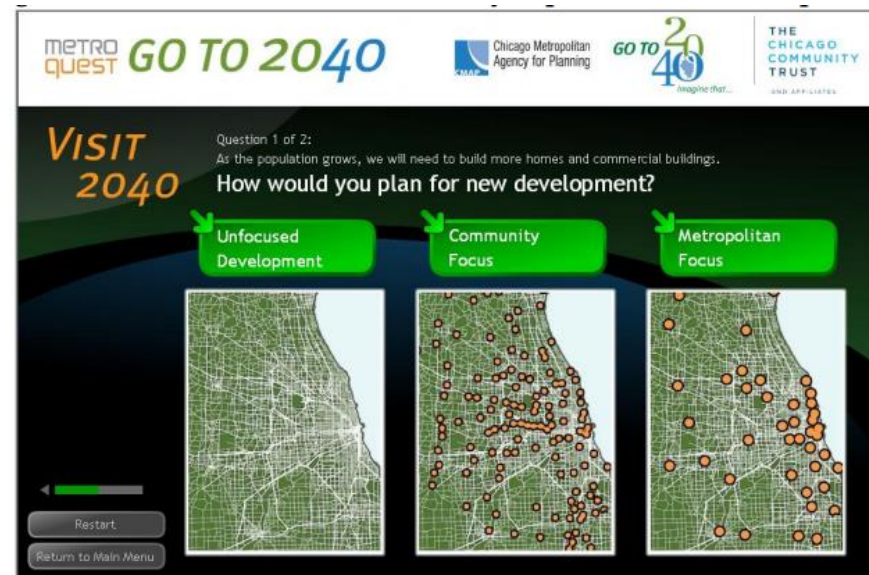 metro
quest
GO TO 2040
CMAP
Chicago Metropolitan
Agency for Planning
GO TO
2040
Imagine that...
THE
CHICAGO
COMMUNITY
TRUST
AND AFFILIATES
VISIT
2040
Question 1 of 2:
As the population grows, we will need to build more homes and commercial buildings.
How would you plan for new development?
Unfocused
Development
Community
Focus
Metropolitan
Focus
Restart
Return to Main Menu